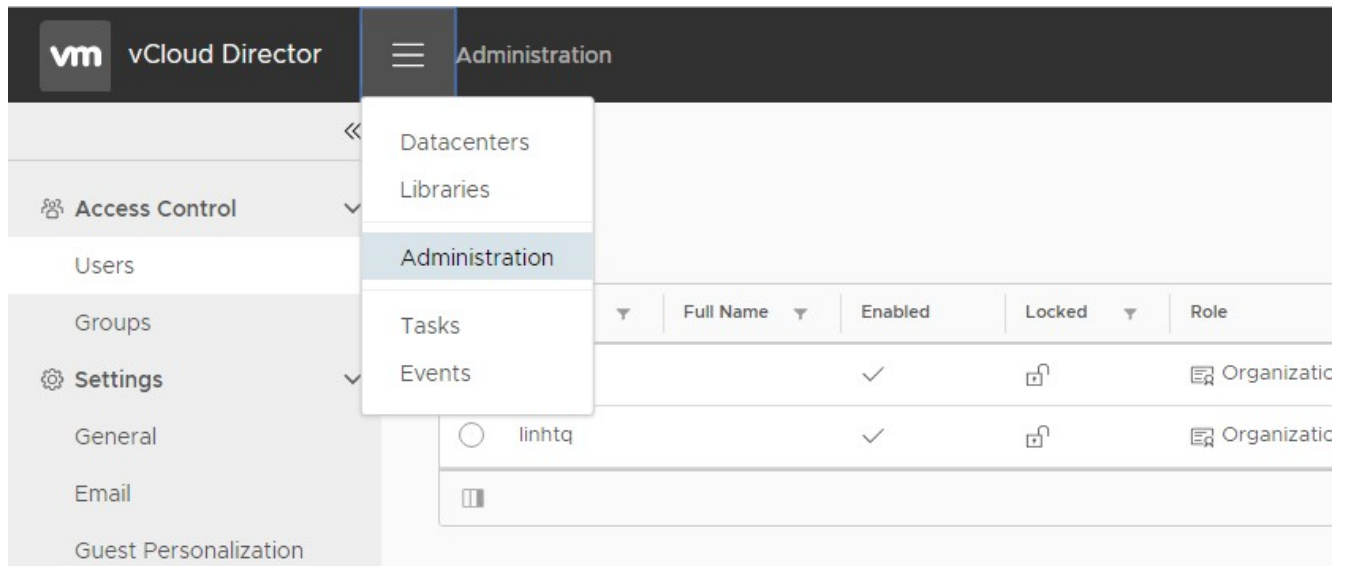 vm vCloud Director Administration
Datacenters
Libraries
Administration
Tasks
Events
Access Control
Users
Groups
Settings
General
Email
Guest Personalization
Full Name Enabled Locked Role
Organizatic
linhtq Organizatic